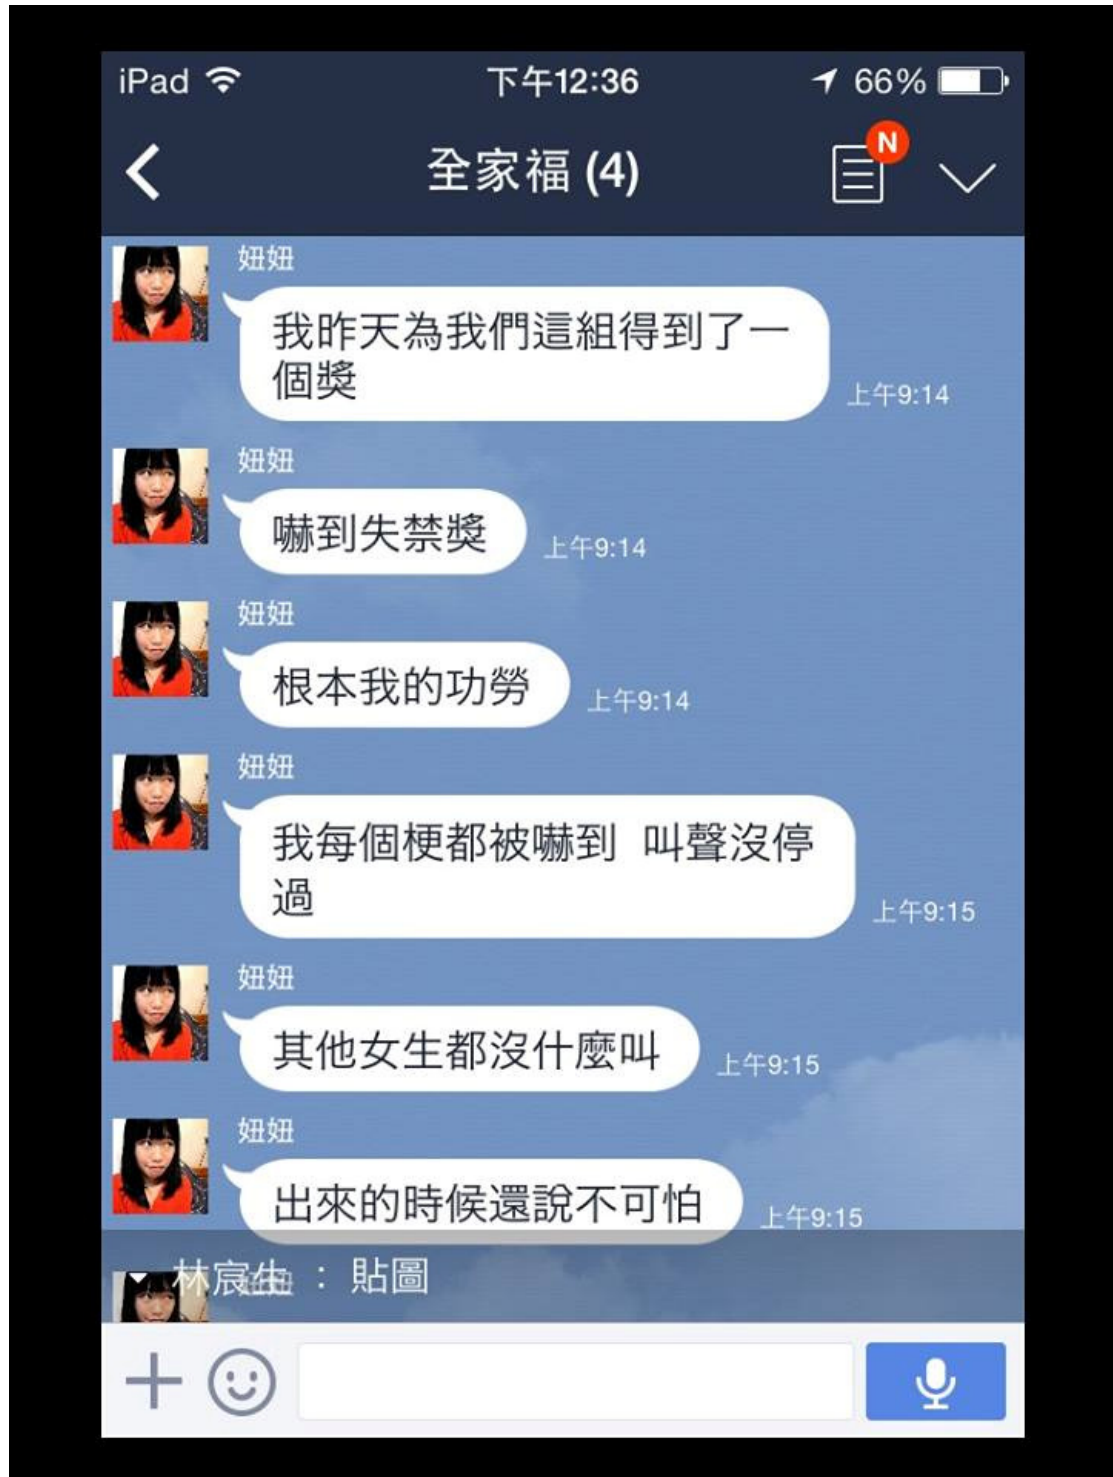 iPad 下午12:36 66%
全家福 (4)
N
妞妞
我昨天為我們這組得到了一
個獎
上午9:14
妞妞
嚇到失禁獎
上午9:14
妞妞
根本我的功勞
上午9:14
妞妞
我每個梗都被嚇到 叫聲沒停
過
上午9:15
妞妞
其他女生都沒什麼叫
上午9:15
妞妞
出來的時候還說不可怕
上午9:15
妞妞
林宸生 : 貼圖